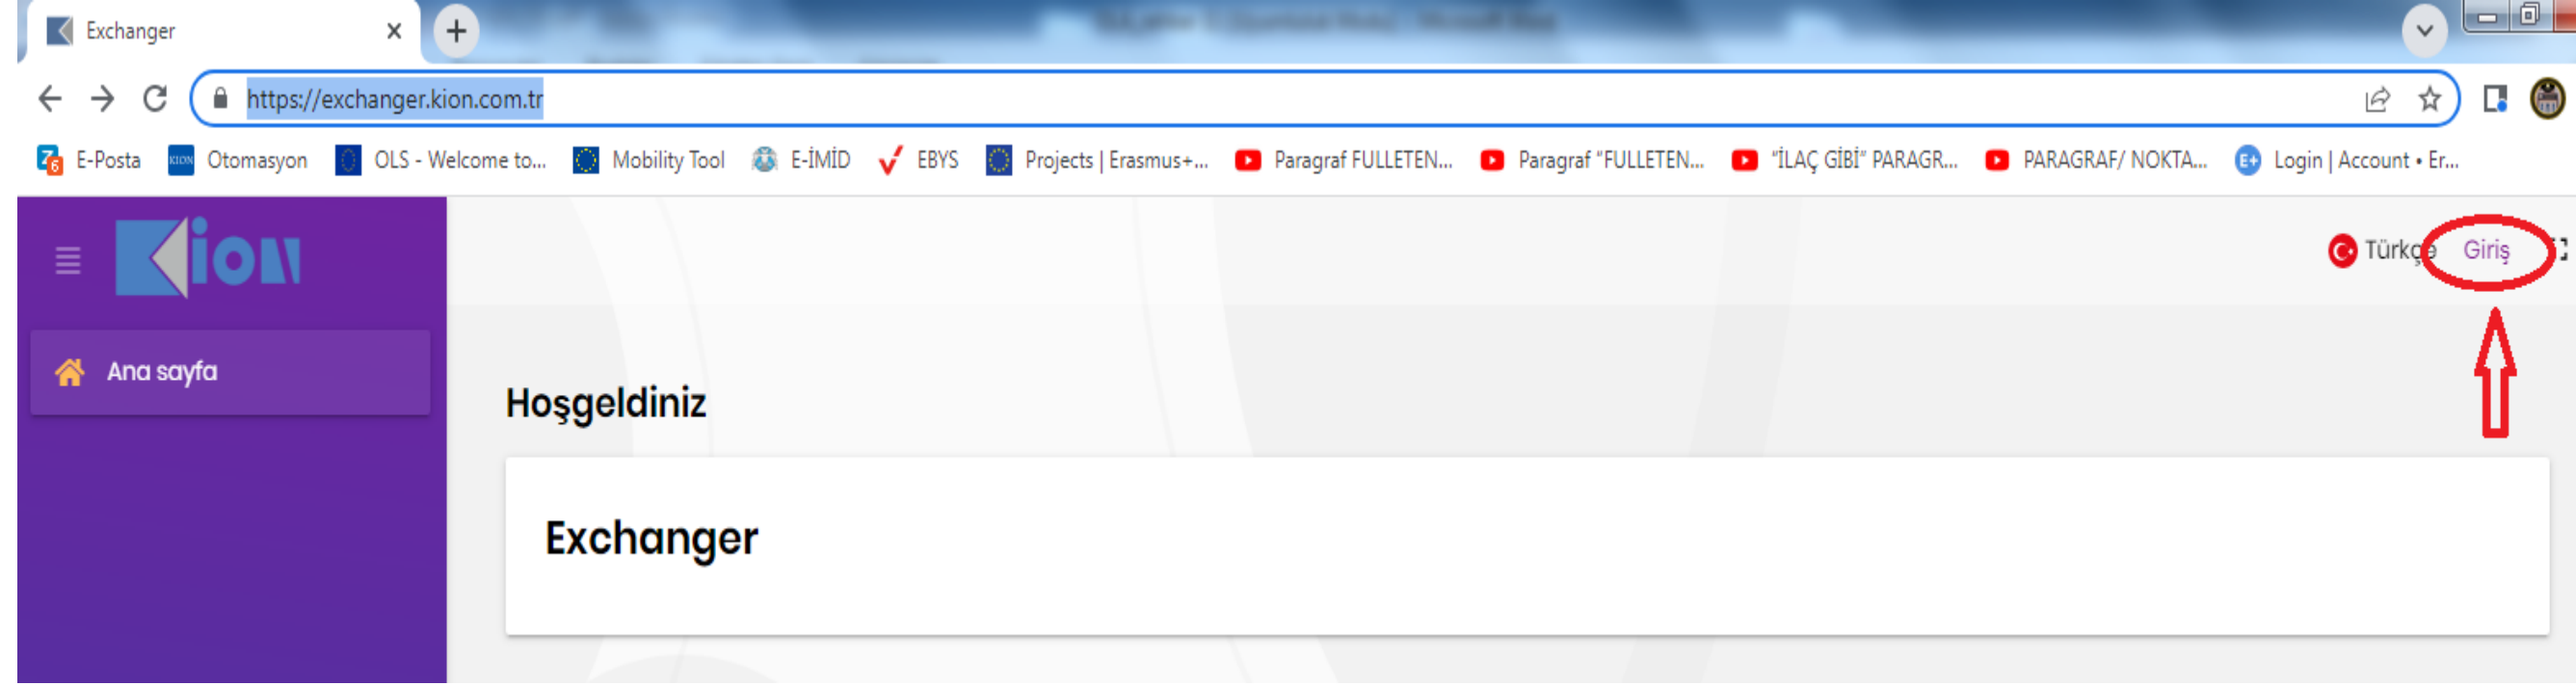 Exchanger
https://exchanger.kion.com.tr
E-Posta KION Otomasyon OLS - Welcome to... Mobility Tool E-İMİD EBYS Projects | Erasmus+... Paragraf FULLETEN... Paragraf "FULLETEN... "İLAÇ GİBİ" PARAGR... PARAGRAF/ NOKTA... E+ Login | Account • Er...
Kion
Türkçe Giriş
Ana sayfa
Hoşgeldiniz
Exchanger